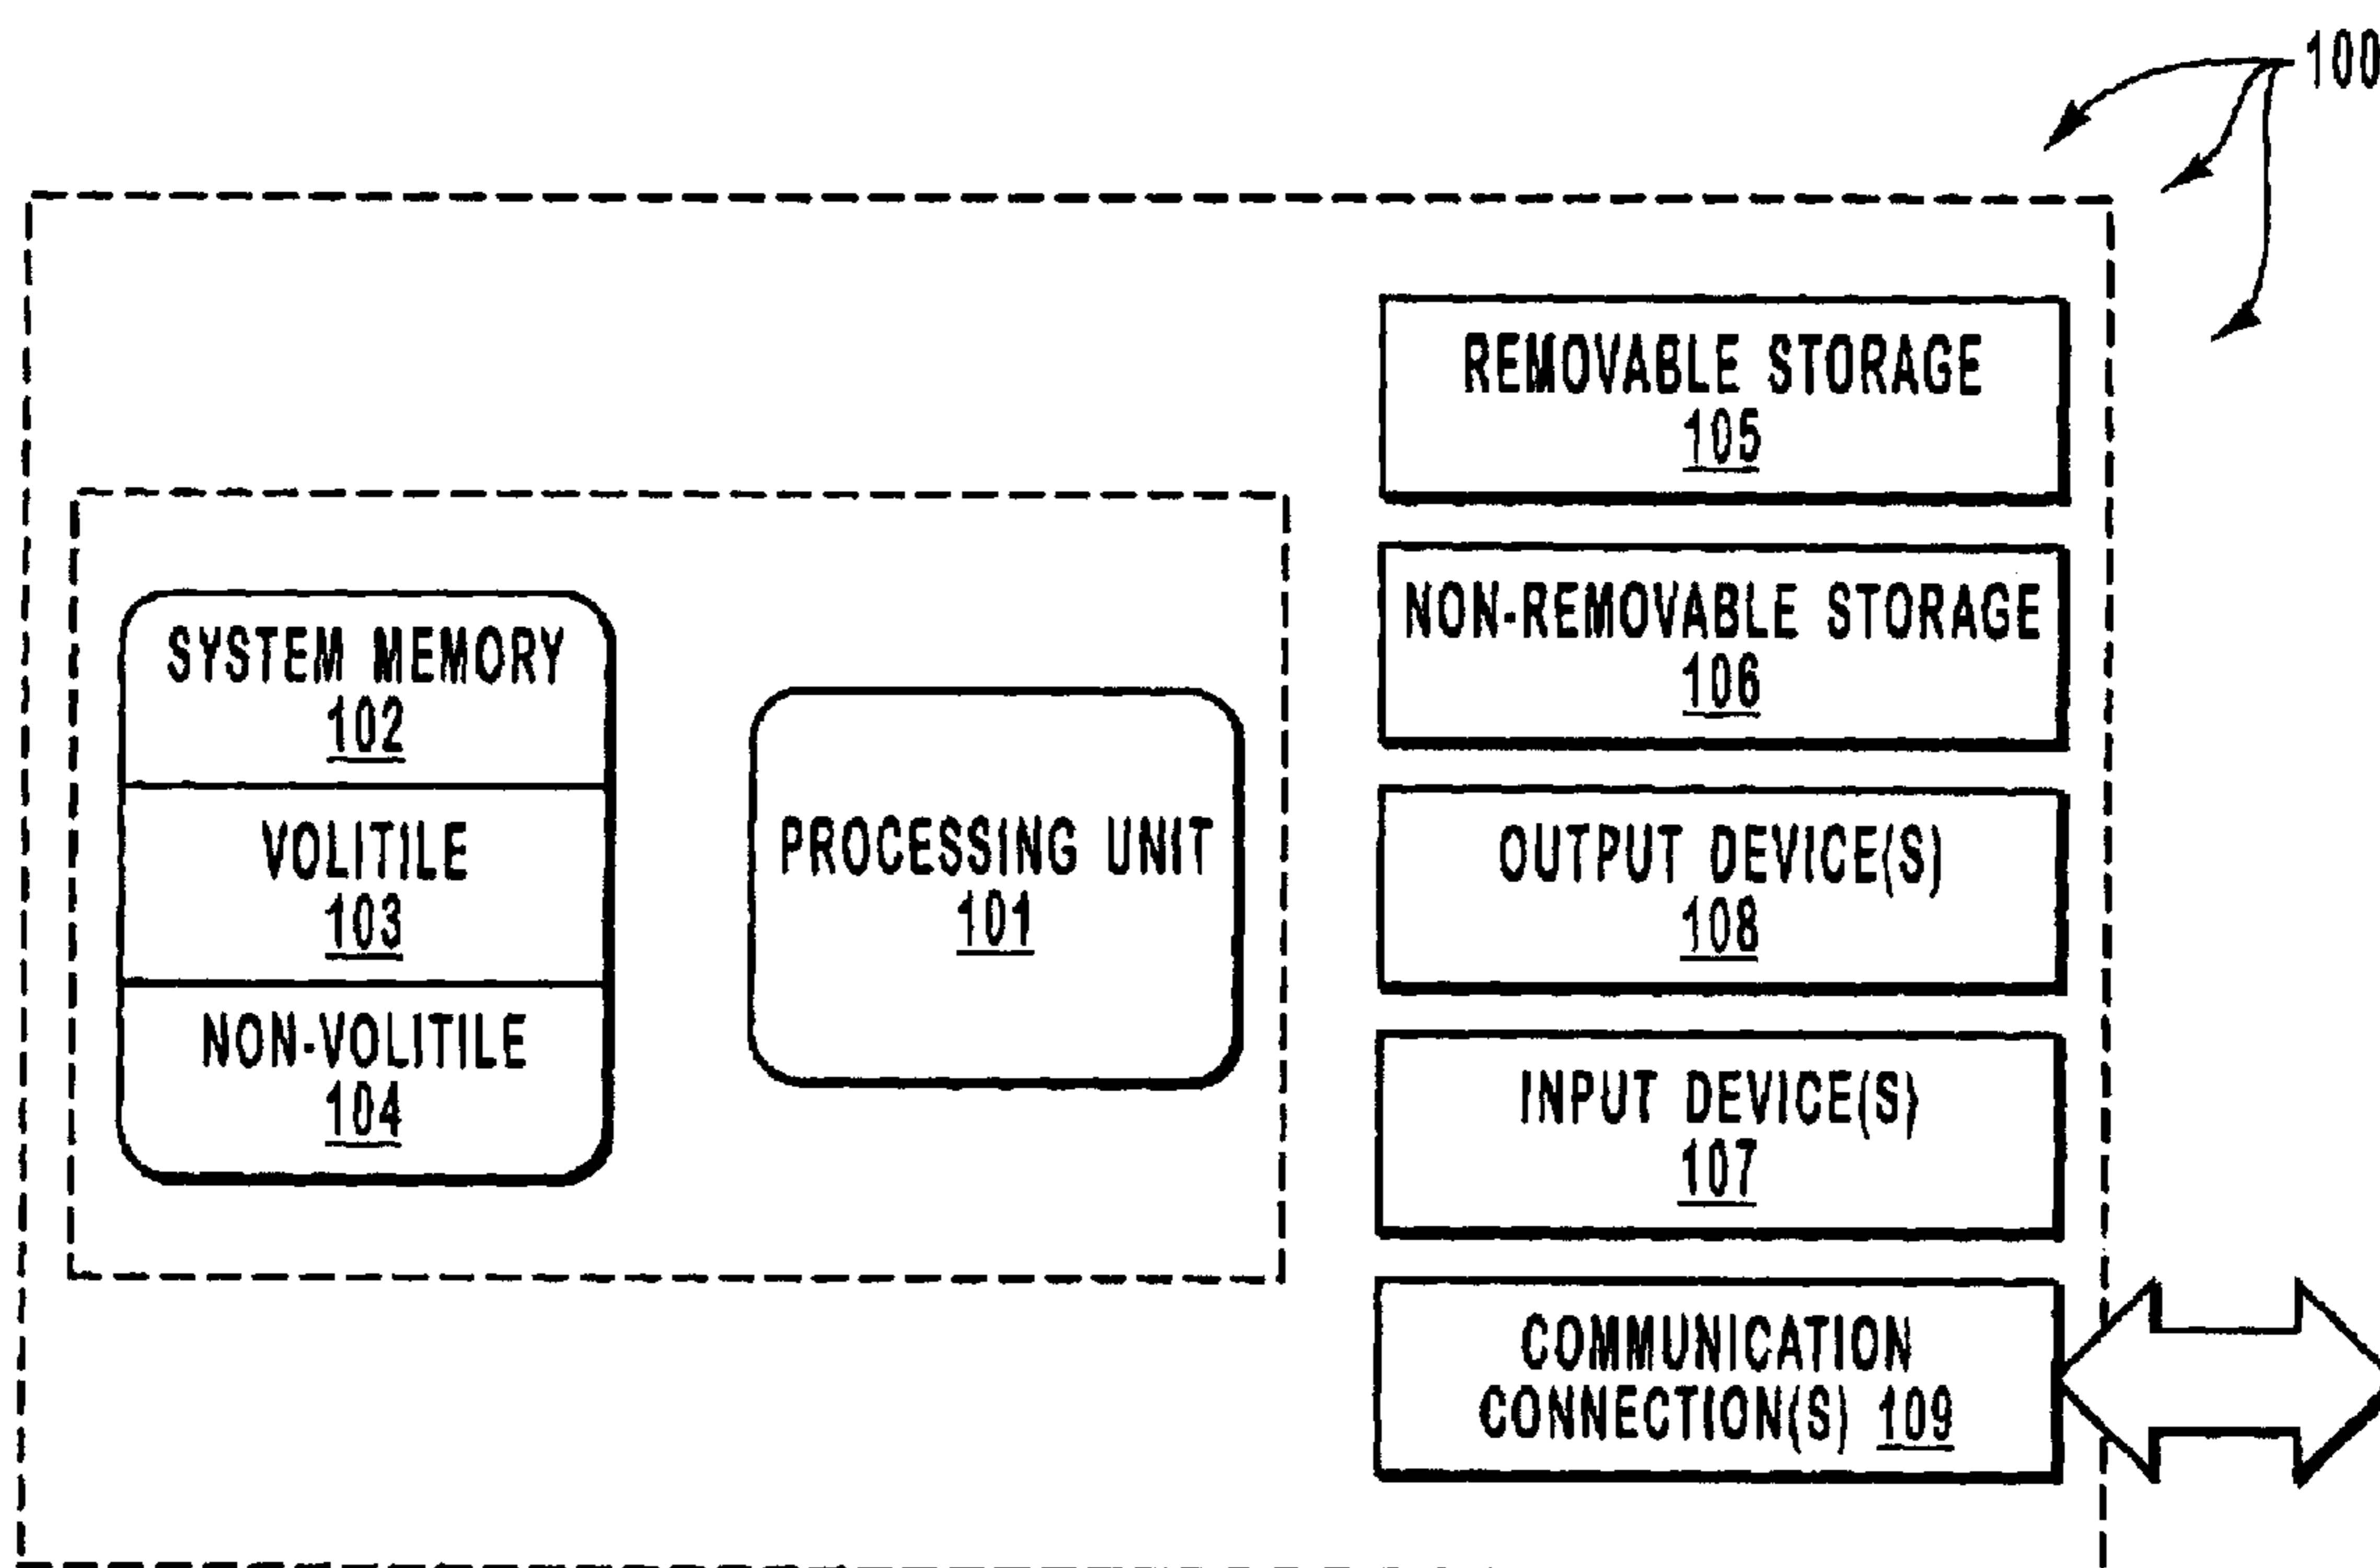 100
REMOVABLE STORAGE
105
NON-REMOVABLE STORAGE
106
SYSTEM MEMORY
102
VOLITILE
103
NON-VOLITILE
104
PROCESSING UNIT
101
OUTPUT DEVICE(S)
108
INPUT DEVICE(S)
107
COMMUNICATION
CONNECTION(S) 109